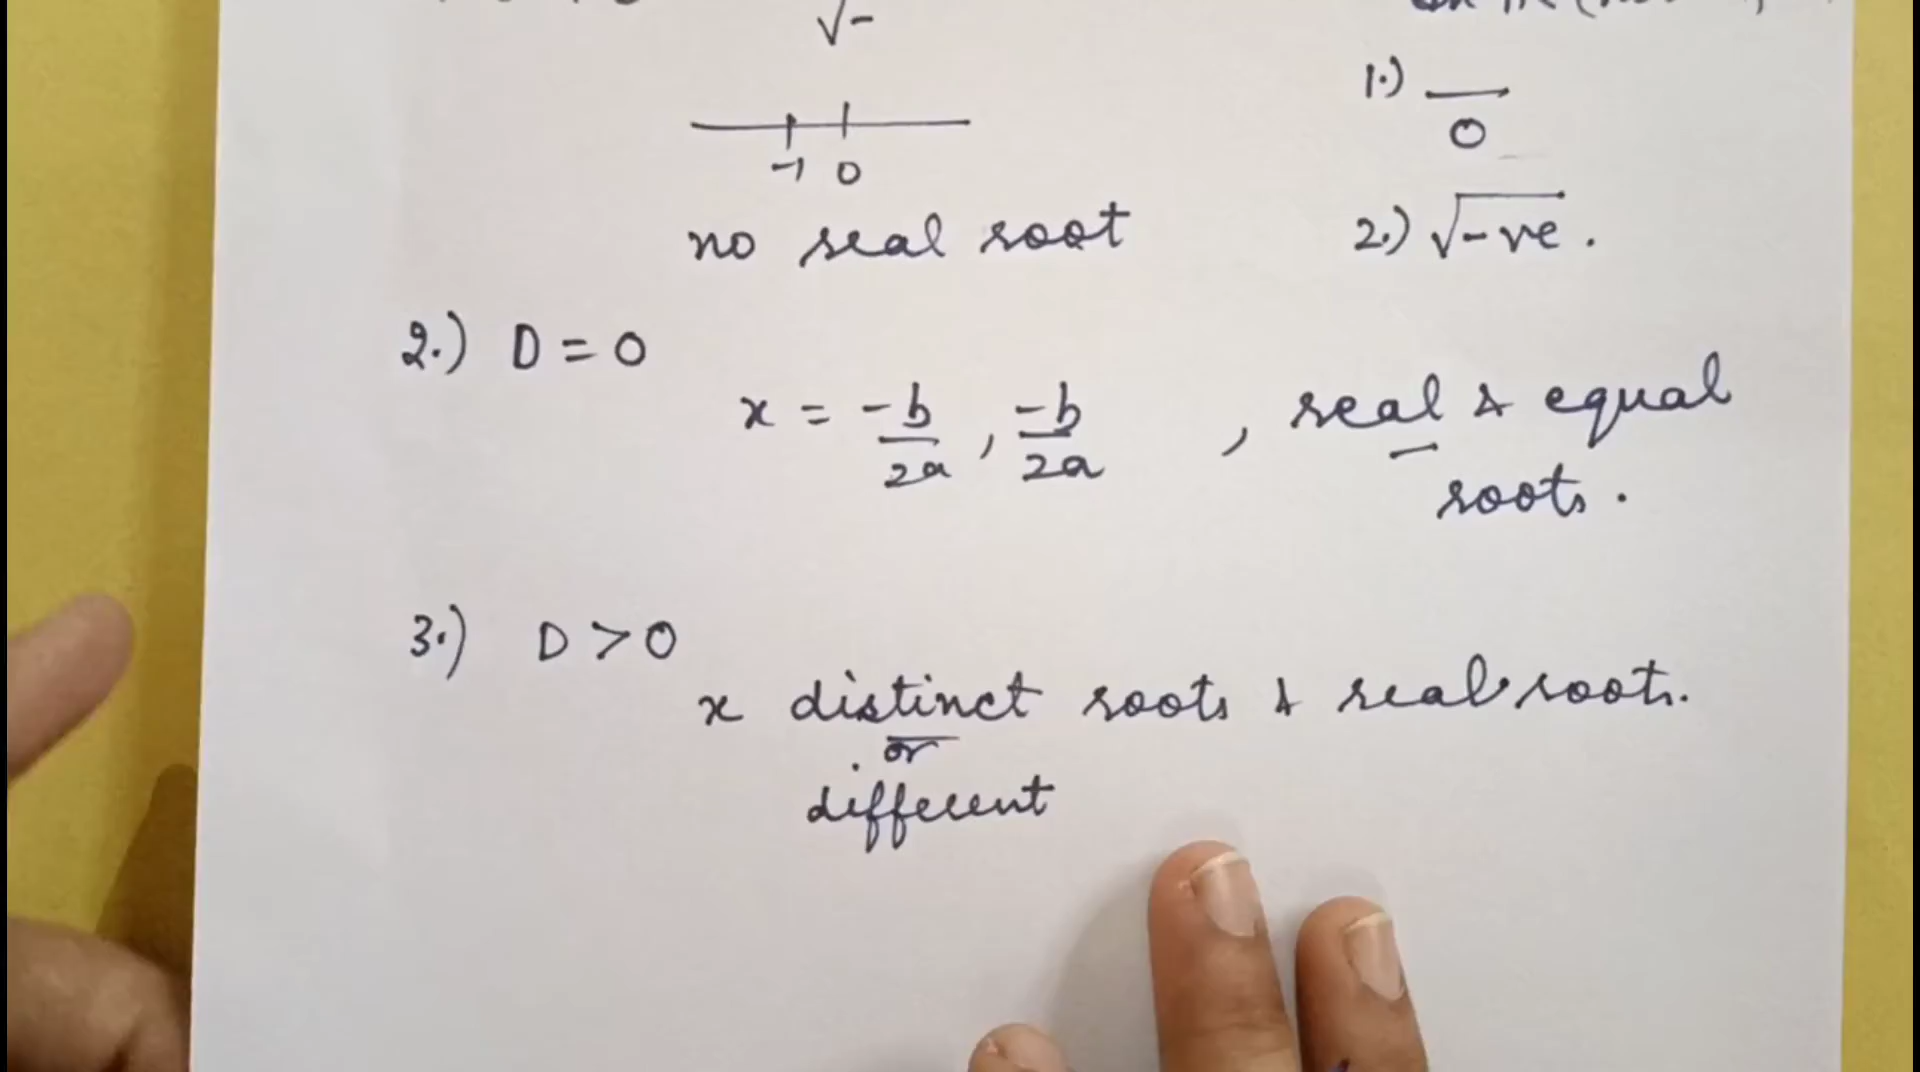 √-
1.) —/0
-1 0
no real root
2.) √-ve .
2.) D = 0
x = -b/2a , -b/2a , real & equal
roots .
3.) D > 0
x distinct roots & real roots.
or
different